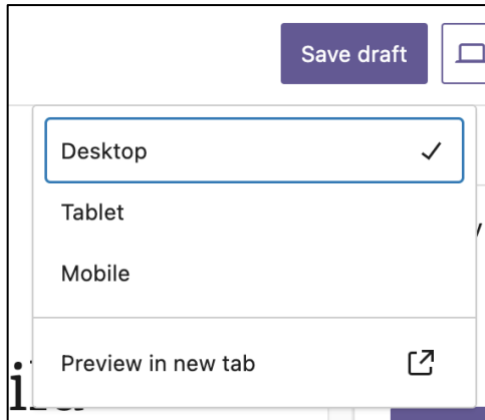 Save draft
Desktop
Tablet
Mobile
Preview in new tab